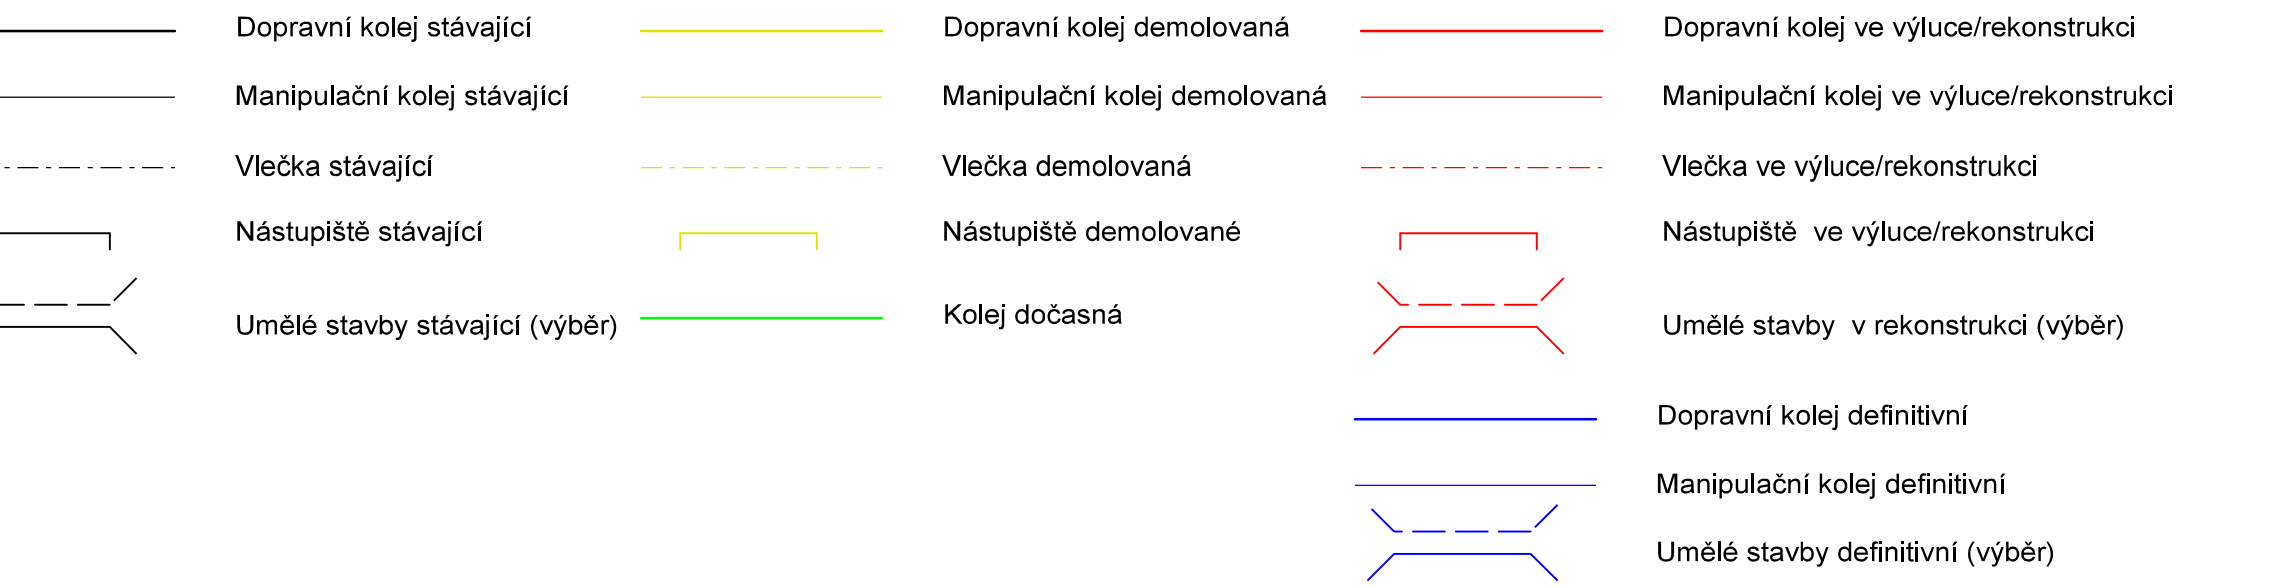 Dopravní kolej stávající
Manipulační kolej stávající
Vlečka stávající
Nástupiště stávající
Umělé stavby stávající (výběr)
Dopravní kolej demolovaná
Manipulační kolej demolovaná
Vlečka demolovaná
Nástupiště demolované
Kolej dočasná
Dopravní kolej ve výluce/rekonstrukci
Manipulační kolej ve výluce/rekonstrukci
Vlečka ve výluce/rekonstrukci
Nástupiště  ve výluce/rekonstrukci
Umělé stavby  v rekonstrukci (výběr)
Dopravní kolej definitivní
Manipulační kolej definitivní
Umělé stavby definitivní (výběr)